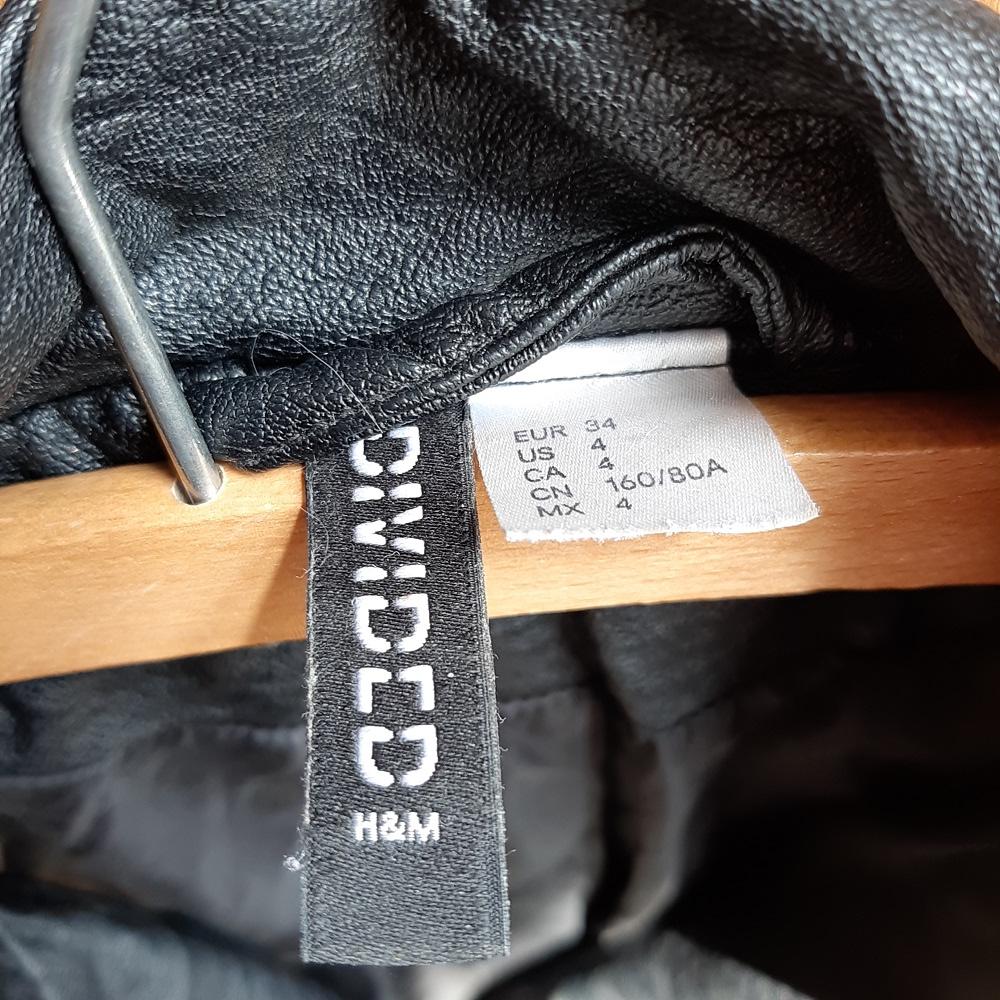 DIVIDED
H&M
EUR 34
US 4
CA 4
CN 160/80A
MX 4